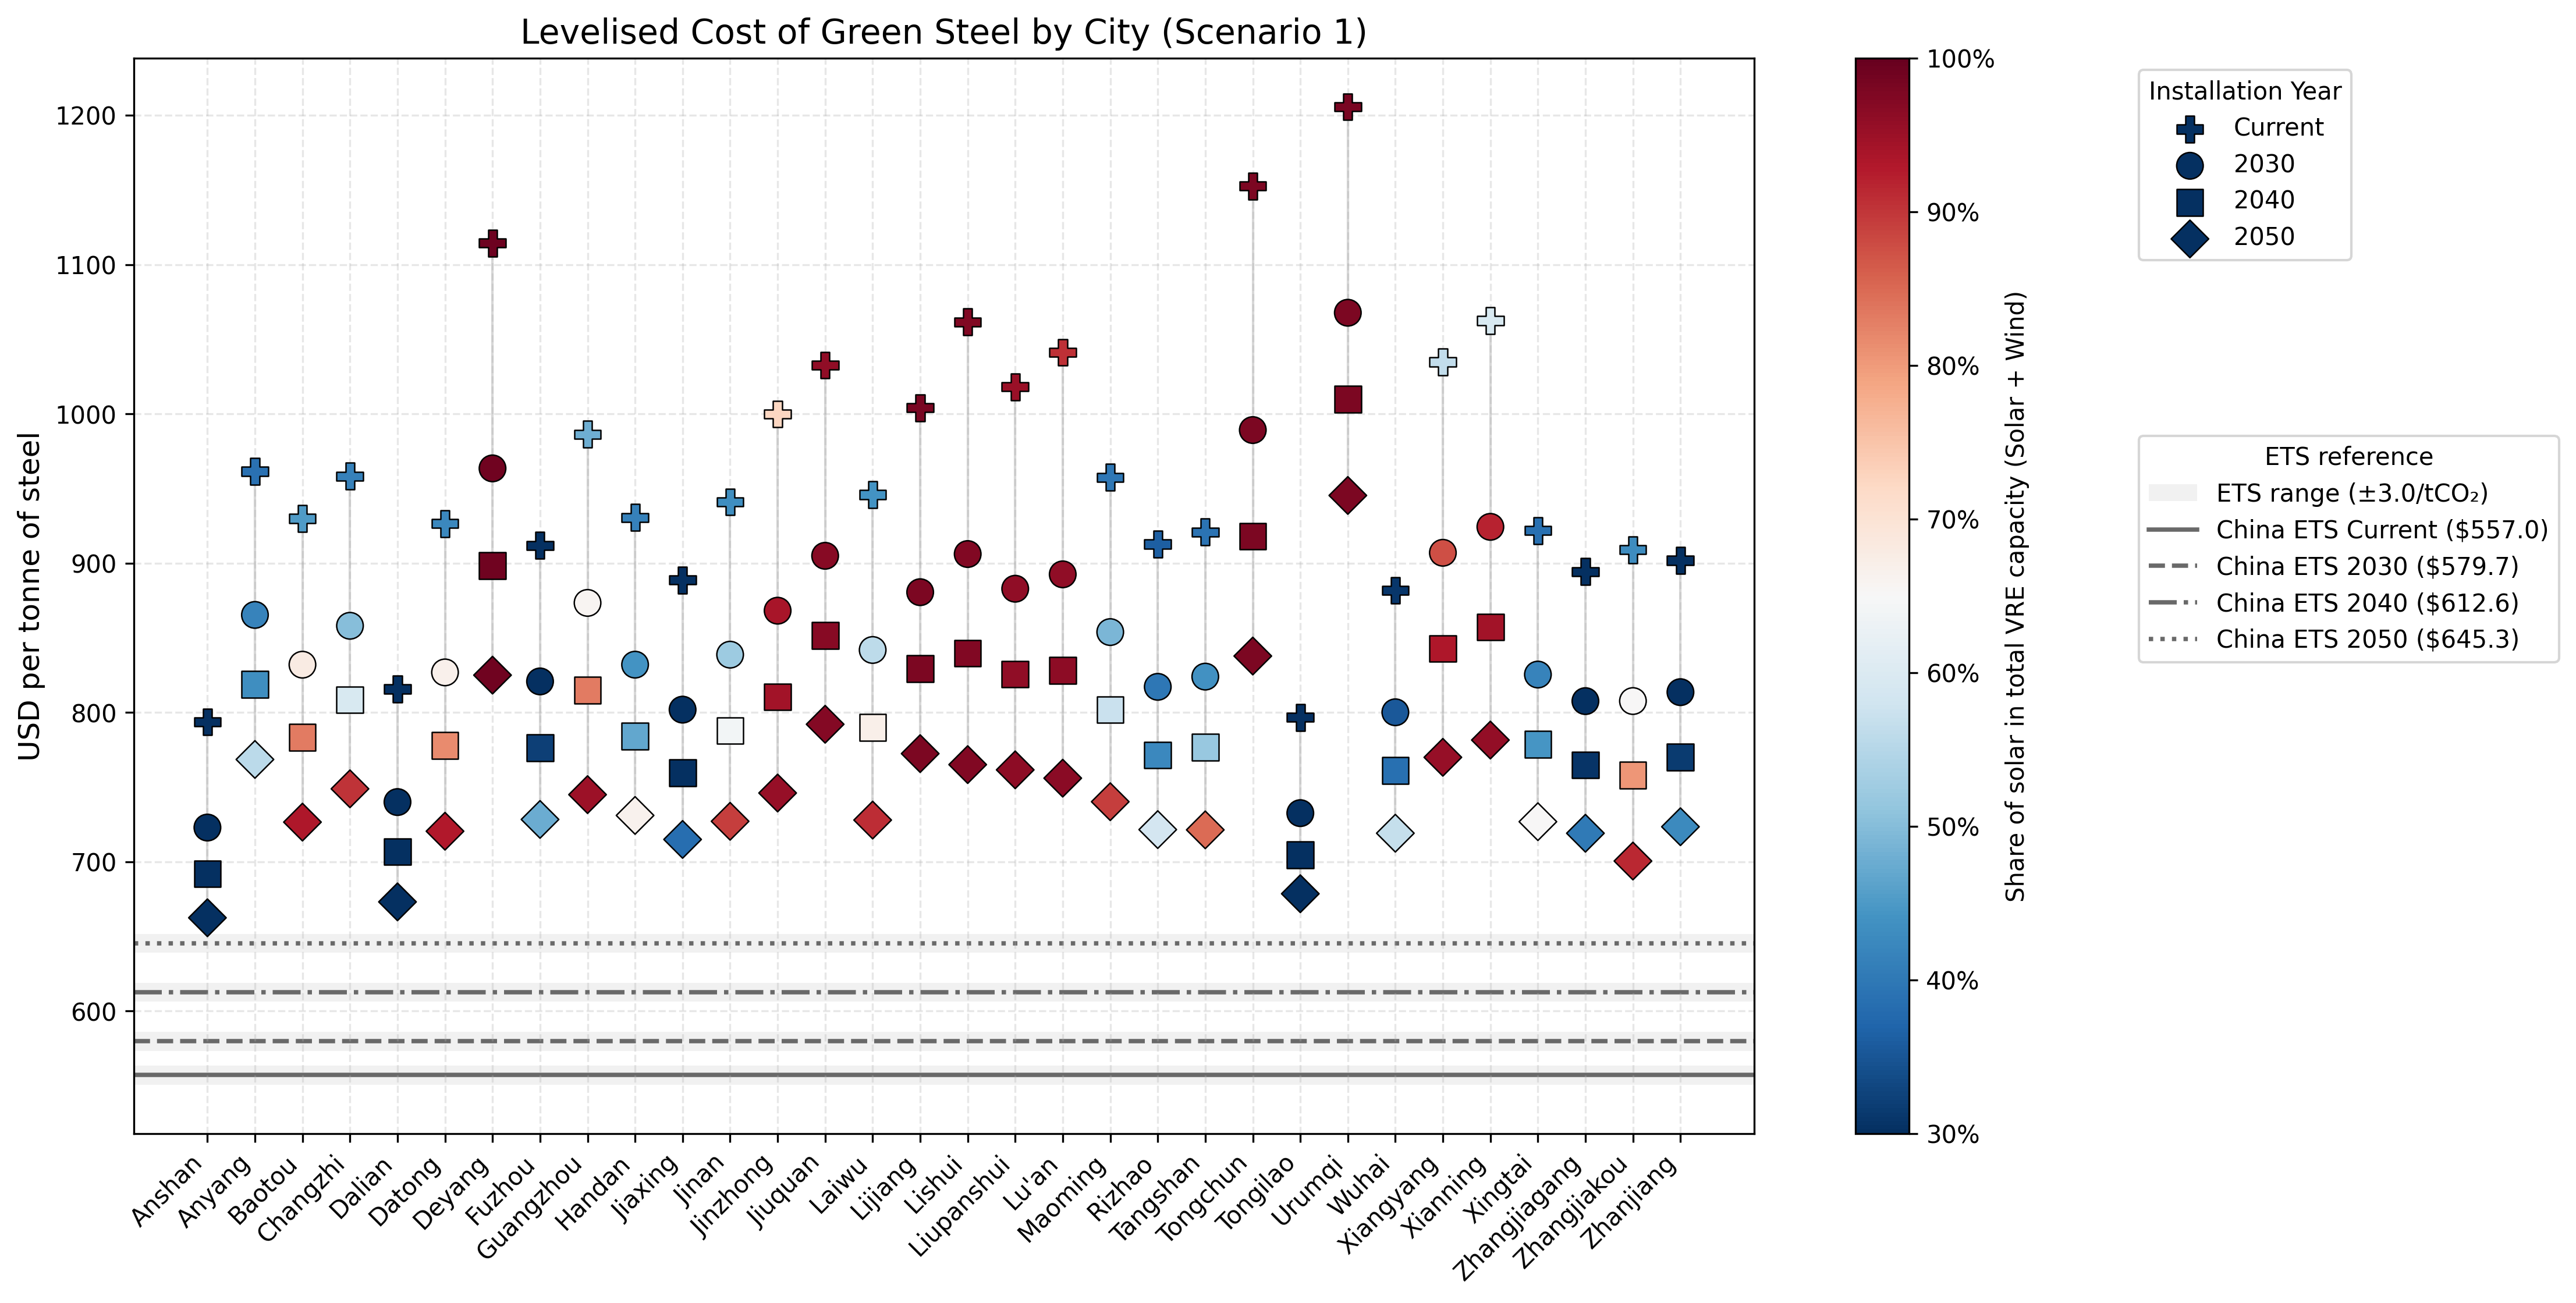 Levelised Cost of Green Steel by City (Scenario 1)
USD per tonne of steel
1200
1100
1000
900
800
700
600
Anshan
Anyang
Baotou
Changzhi
Dalian
Datong
Deyang
Fuzhou
Guangzhou
Handan
Jiaxing
Jinan
Jinzhong
Jiuquan
Laiwu
Lijiang
Lishui
Liupanshui
Lu'an
Maoming
Rizhao
Tangshan
Tongchun
Tongilao
Urumqi
Wuhai
Xiangyang
Xianning
Xingtai
Zhangjiagang
Zhangjiakou
Zhanjiang
100%
90%
80%
70%
60%
50%
40%
30%
Share of solar in total VRE capacity (Solar + Wind)
Installation Year
Current
2030
2040
2050
ETS reference
ETS range (±3.0/tCO₂)
China ETS Current ($557.0)
China ETS 2030 ($579.7)
China ETS 2040 ($612.6)
China ETS 2050 ($645.3)